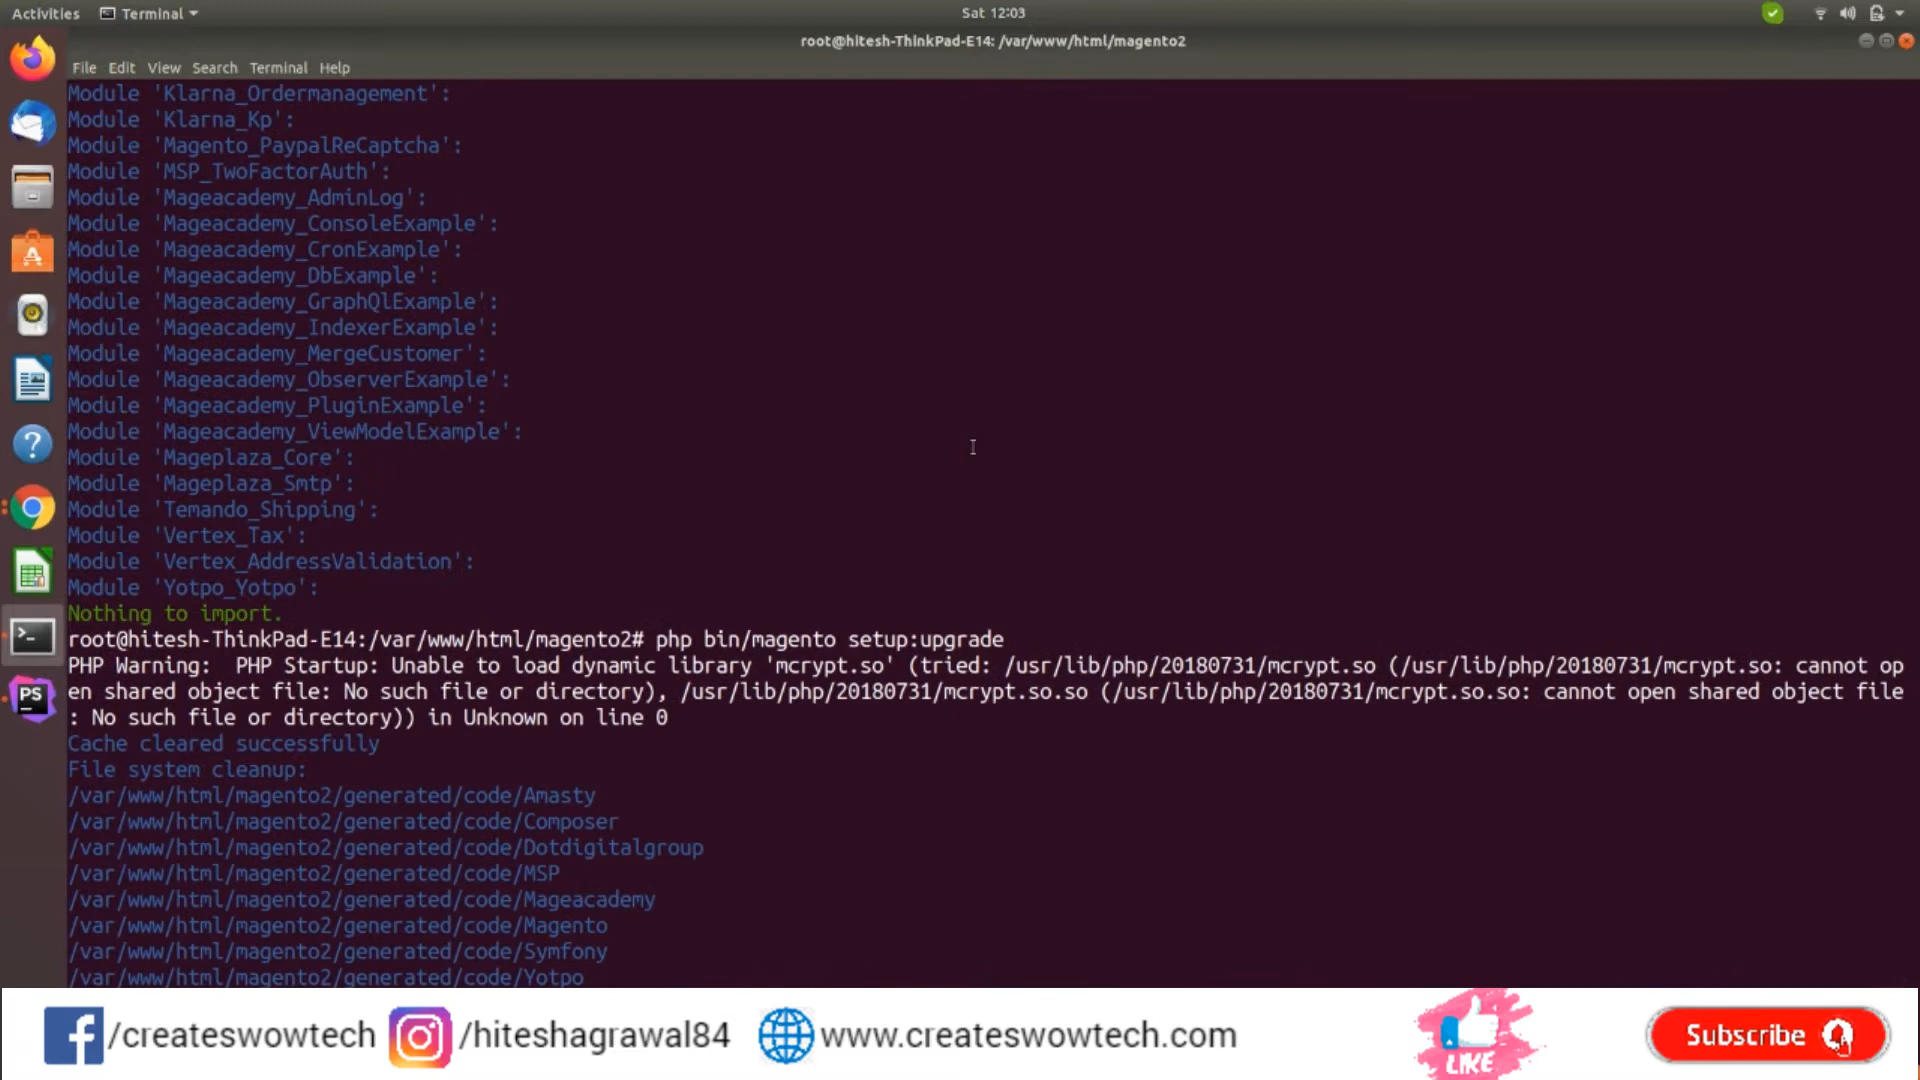 Activities Terminal Sat 12:03
root@hitesh-ThinkPad-E14: /var/www/html/magento2
File Edit View Search Terminal Help
Module 'Klarna_Ordermanagement':
Module 'Klarna_Kp':
Module 'Magento_PaypalReCaptcha':
Module 'MSP_TwoFactorAuth':
Module 'Mageacademy_AdminLog':
Module 'Mageacademy_ConsoleExample':
Module 'Mageacademy_CronExample':
Module 'Mageacademy_DbExample':
Module 'Mageacademy_GraphQlExample':
Module 'Mageacademy_IndexerExample':
Module 'Mageacademy_MergeCustomer':
Module 'Mageacademy_ObserverExample':
Module 'Mageacademy_PluginExample':
Module 'Mageacademy_ViewModelExample':
Module 'Mageplaza_Core':
Module 'Mageplaza_Smtp':
Module 'Temando_Shipping':
Module 'Vertex_Tax':
Module 'Vertex_AddressValidation':
Module 'Yotpo_Yotpo':
Nothing to import.
root@hitesh-ThinkPad-E14:/var/www/html/magento2# php bin/magento setup:upgrade
PHP Warning:  PHP Startup: Unable to load dynamic library 'mcrypt.so' (tried: /usr/lib/php/20180731/mcrypt.so (/usr/lib/php/20180731/mcrypt.so: cannot op
en shared object file: No such file or directory), /usr/lib/php/20180731/mcrypt.so.so (/usr/lib/php/20180731/mcrypt.so.so: cannot open shared object file
: No such file or directory)) in Unknown on line 0
Cache cleared successfully
File system cleanup:
/var/www/html/magento2/generated/code/Amasty
/var/www/html/magento2/generated/code/Composer
/var/www/html/magento2/generated/code/Dotdigitalgroup
/var/www/html/magento2/generated/code/MSP
/var/www/html/magento2/generated/code/Mageacademy
/var/www/html/magento2/generated/code/Magento
/var/www/html/magento2/generated/code/Symfony
/var/www/html/magento2/generated/code/Yotpo
/createswowtech /hiteshagrawal84 www.createswowtech.com LIKE Subscribe
PS